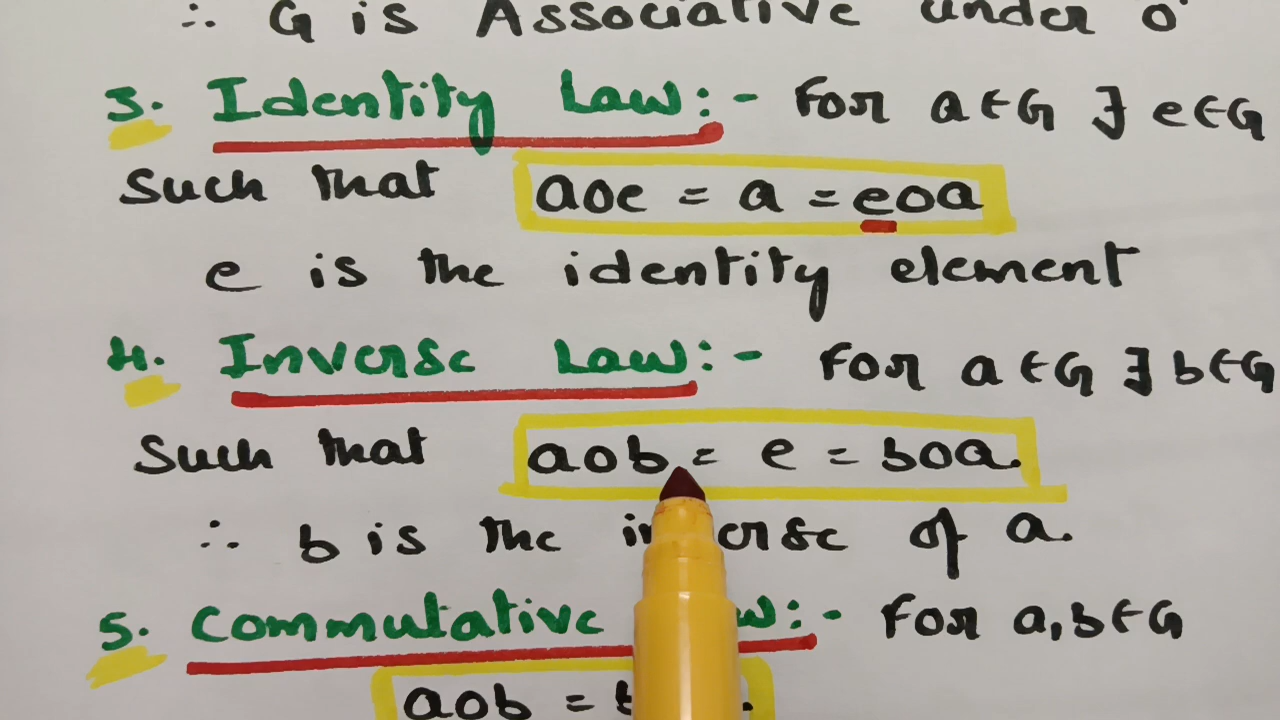 ∴ G is Associative under 'o'
3. Identity Law:- For a∈G ∃ e∈G
Such that aoe = a = eoa
e is the identity element
4. Inverse Law:- For a∈G ∃ b∈G
Such that aob = e = boa.
∴ b is the of a.
5. Commutative :- For a,b∈G
aob =